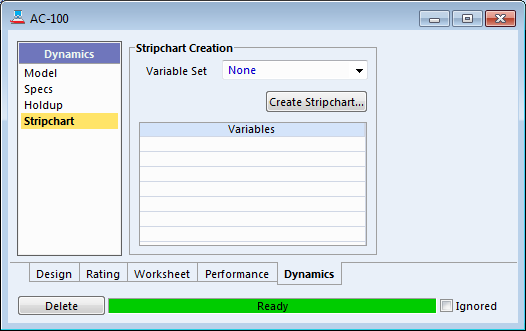 AC-100
Dynamics
Model
Specs
Holdup
Stripchart
Stripchart Creation
Variable Set None
Create Stripchart...
Variables
Design Rating Worksheet Performance Dynamics
Delete Ready Ignored